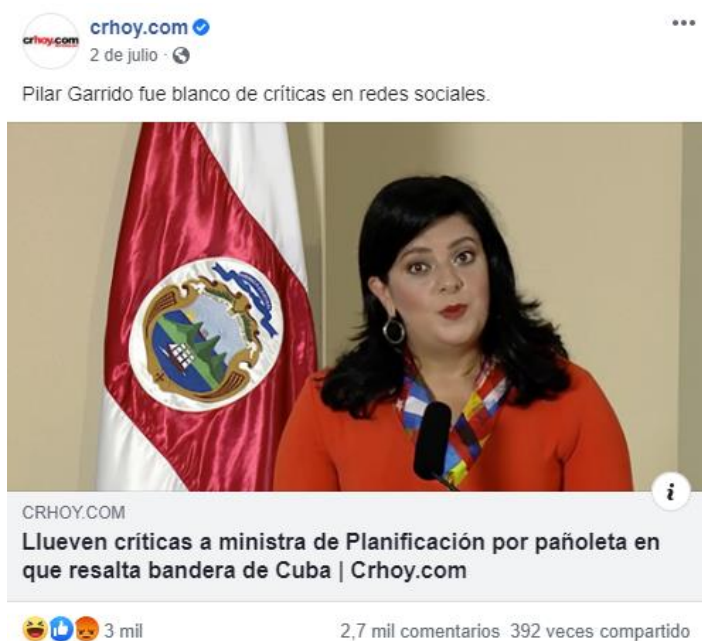 crhoy.com
crhoy.com
2 de julio ·
Pilar Garrido fue blanco de críticas en redes sociales.
CRHOY.COM
Llueven críticas a ministra de Planificación por pañoleta en
que resalta bandera de Cuba | Crhoy.com
3 mil
2,7 mil comentarios 392 veces compartido